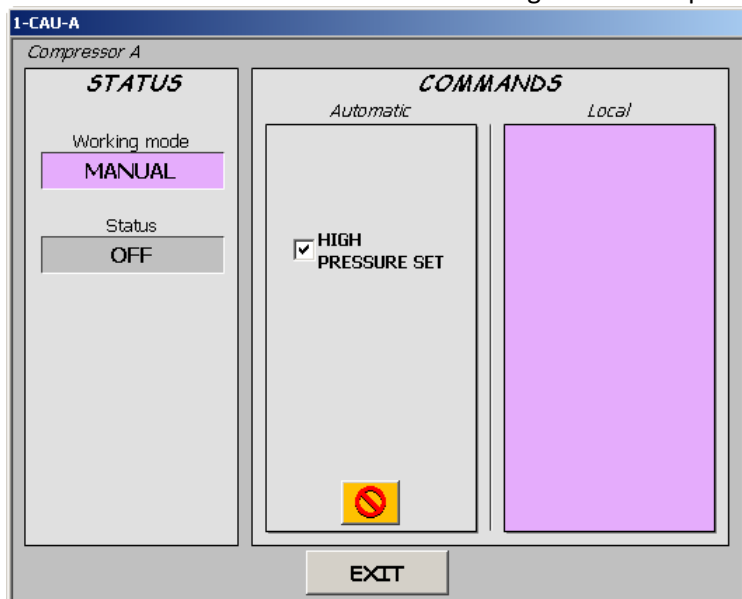 1-CAU-A
Compressor A
STATUS
COMMANDS
Automatic
Local
Working mode
MANUAL
Status
OFF
HIGH
PRESSURE SET
EXIT